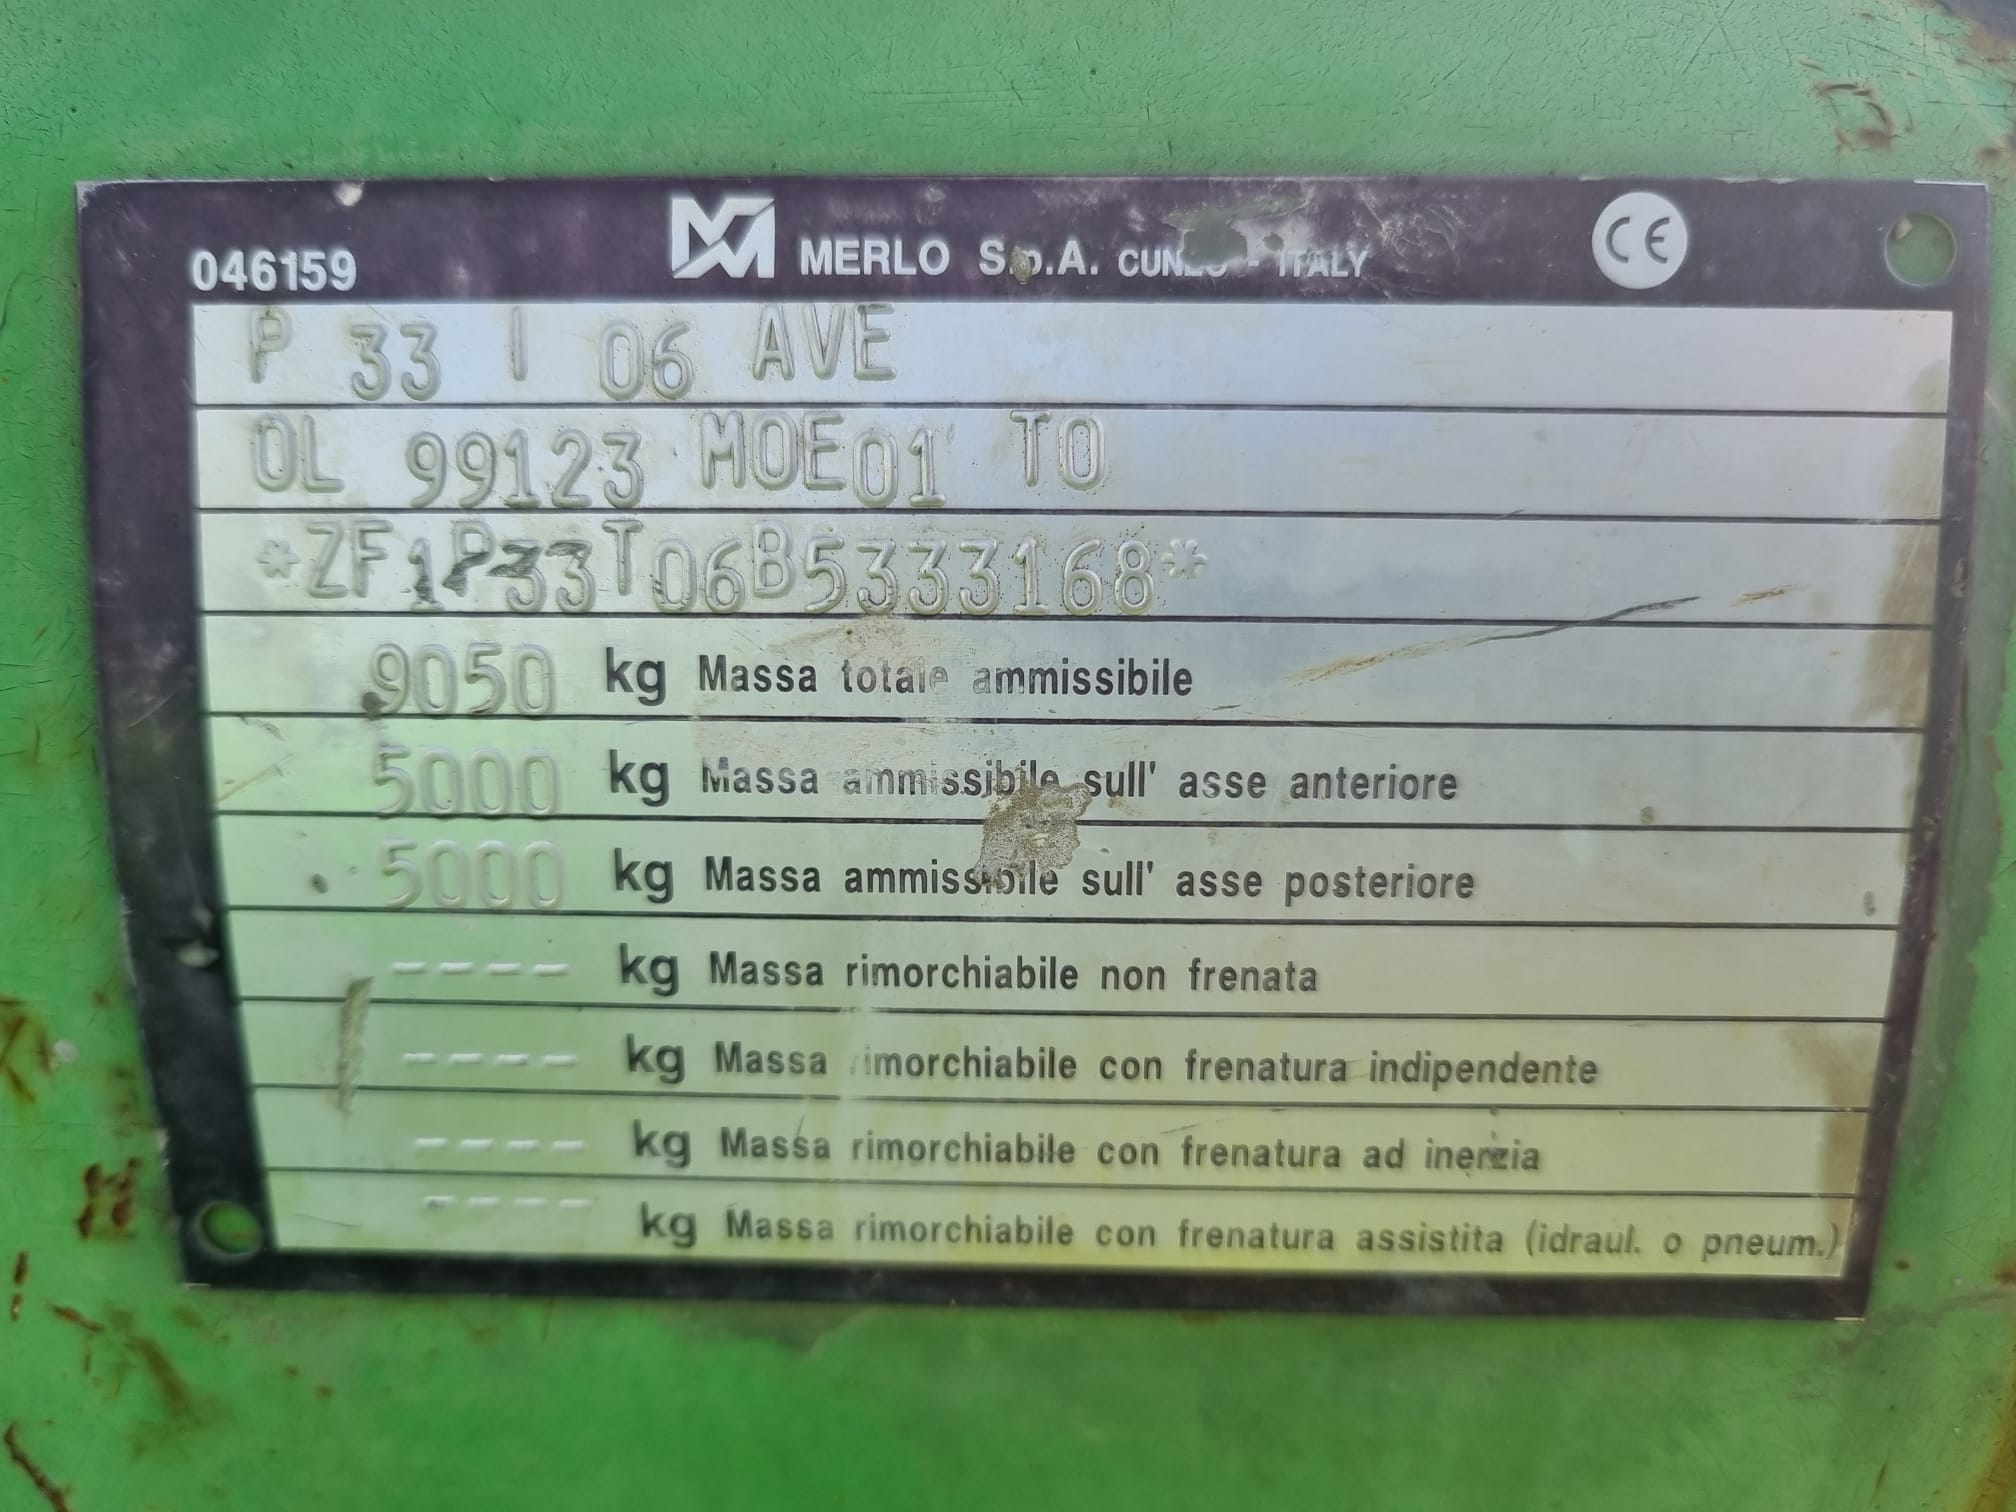 046159 MERLO S.p.A. CUNEO - ITALY CE
P 33 I 06 AVE
OL 99123 MOE01 TO
*ZF1P33T06B5333168*
9050 kg Massa totale ammissibile
5000 kg Massa ammissibile sull' asse anteriore
5000 kg Massa ammissibile sull' asse posteriore
---- kg Massa rimorchiabile non frenata
---- kg Massa rimorchiabile con frenatura indipendente
---- kg Massa rimorchiabile con frenatura ad inerzia
---- kg Massa rimorchiabile con frenatura assistita (idraul. o pneum.)